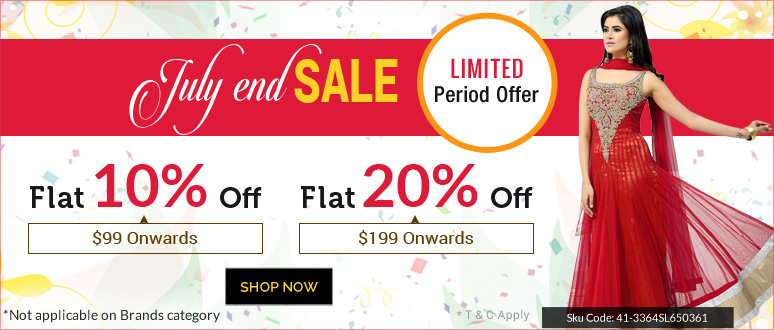 July end SALE
LIMITED
Period Offer
Flat 10% Off
$99 Onwards
Flat 20% Off
$199 Onwards
SHOP NOW
*Not applicable on Brands category
* T & C Apply
Sku Code: 41-3364SL650361